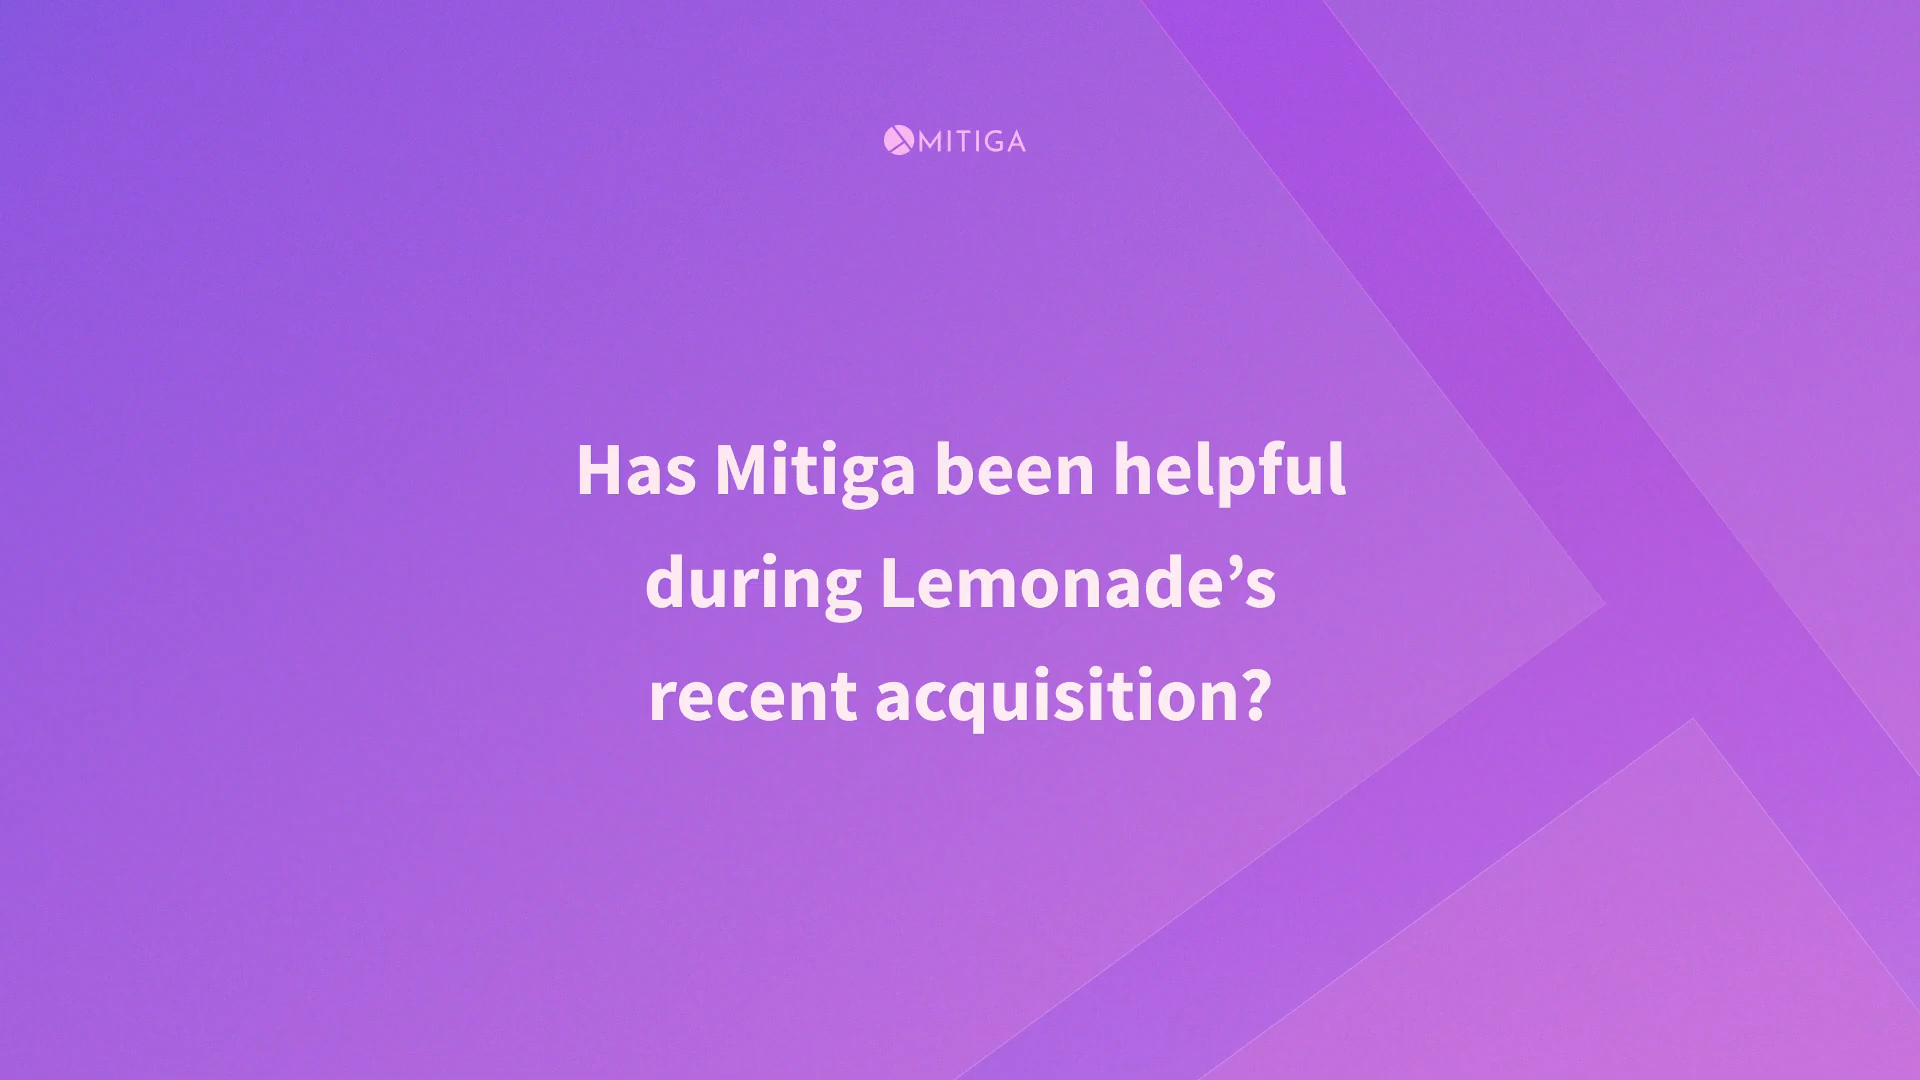 MITIGA
Has Mitiga been helpful
during Lemonade’s
recent acquisition?